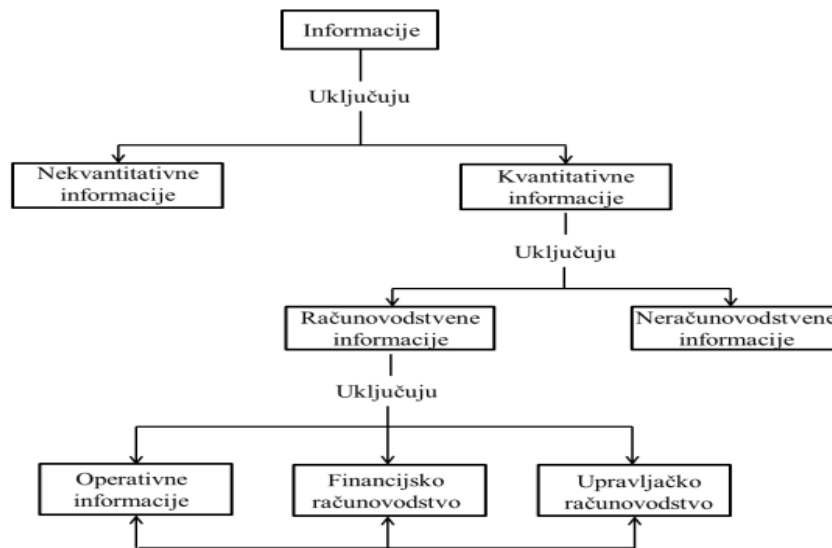 Informacije
Uključuju
Nekvantitativne
informacije
Kvantitativne
informacije
Uključuju
Računovodstvene
informacije
Neračunovodstvene
informacije
Uključuju
Operativne
informacije
Financijsko
računovodstvo
Upravljačko
računovodstvo